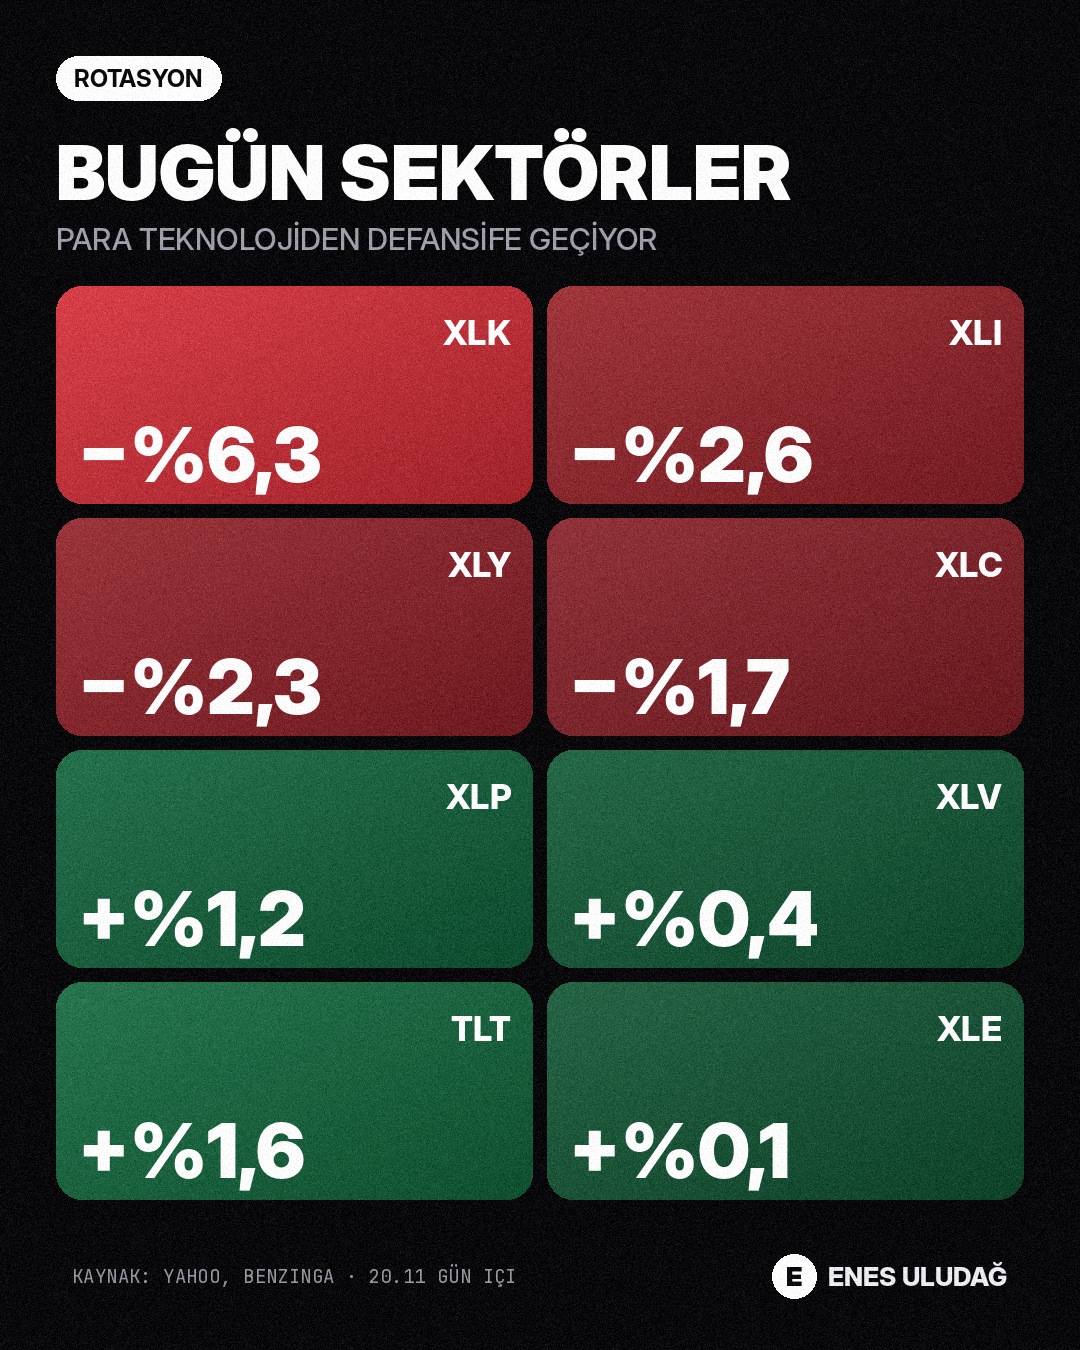 ROTASYON
BUGÜN SEKTÖRLER
PARA TEKNOLOJİDEN DEFANSİFE GEÇİYOR
XLK
−%6,3
XLI
−%2,6
XLY
−%2,3
XLC
−%1,7
XLP
+%1,2
XLV
+%0,4
TLT
+%1,6
XLE
+%0,1
KAYNAK: YAHOO, BENZINGA · 20.11 GÜN IÇI
E ENES ULUDAĞ